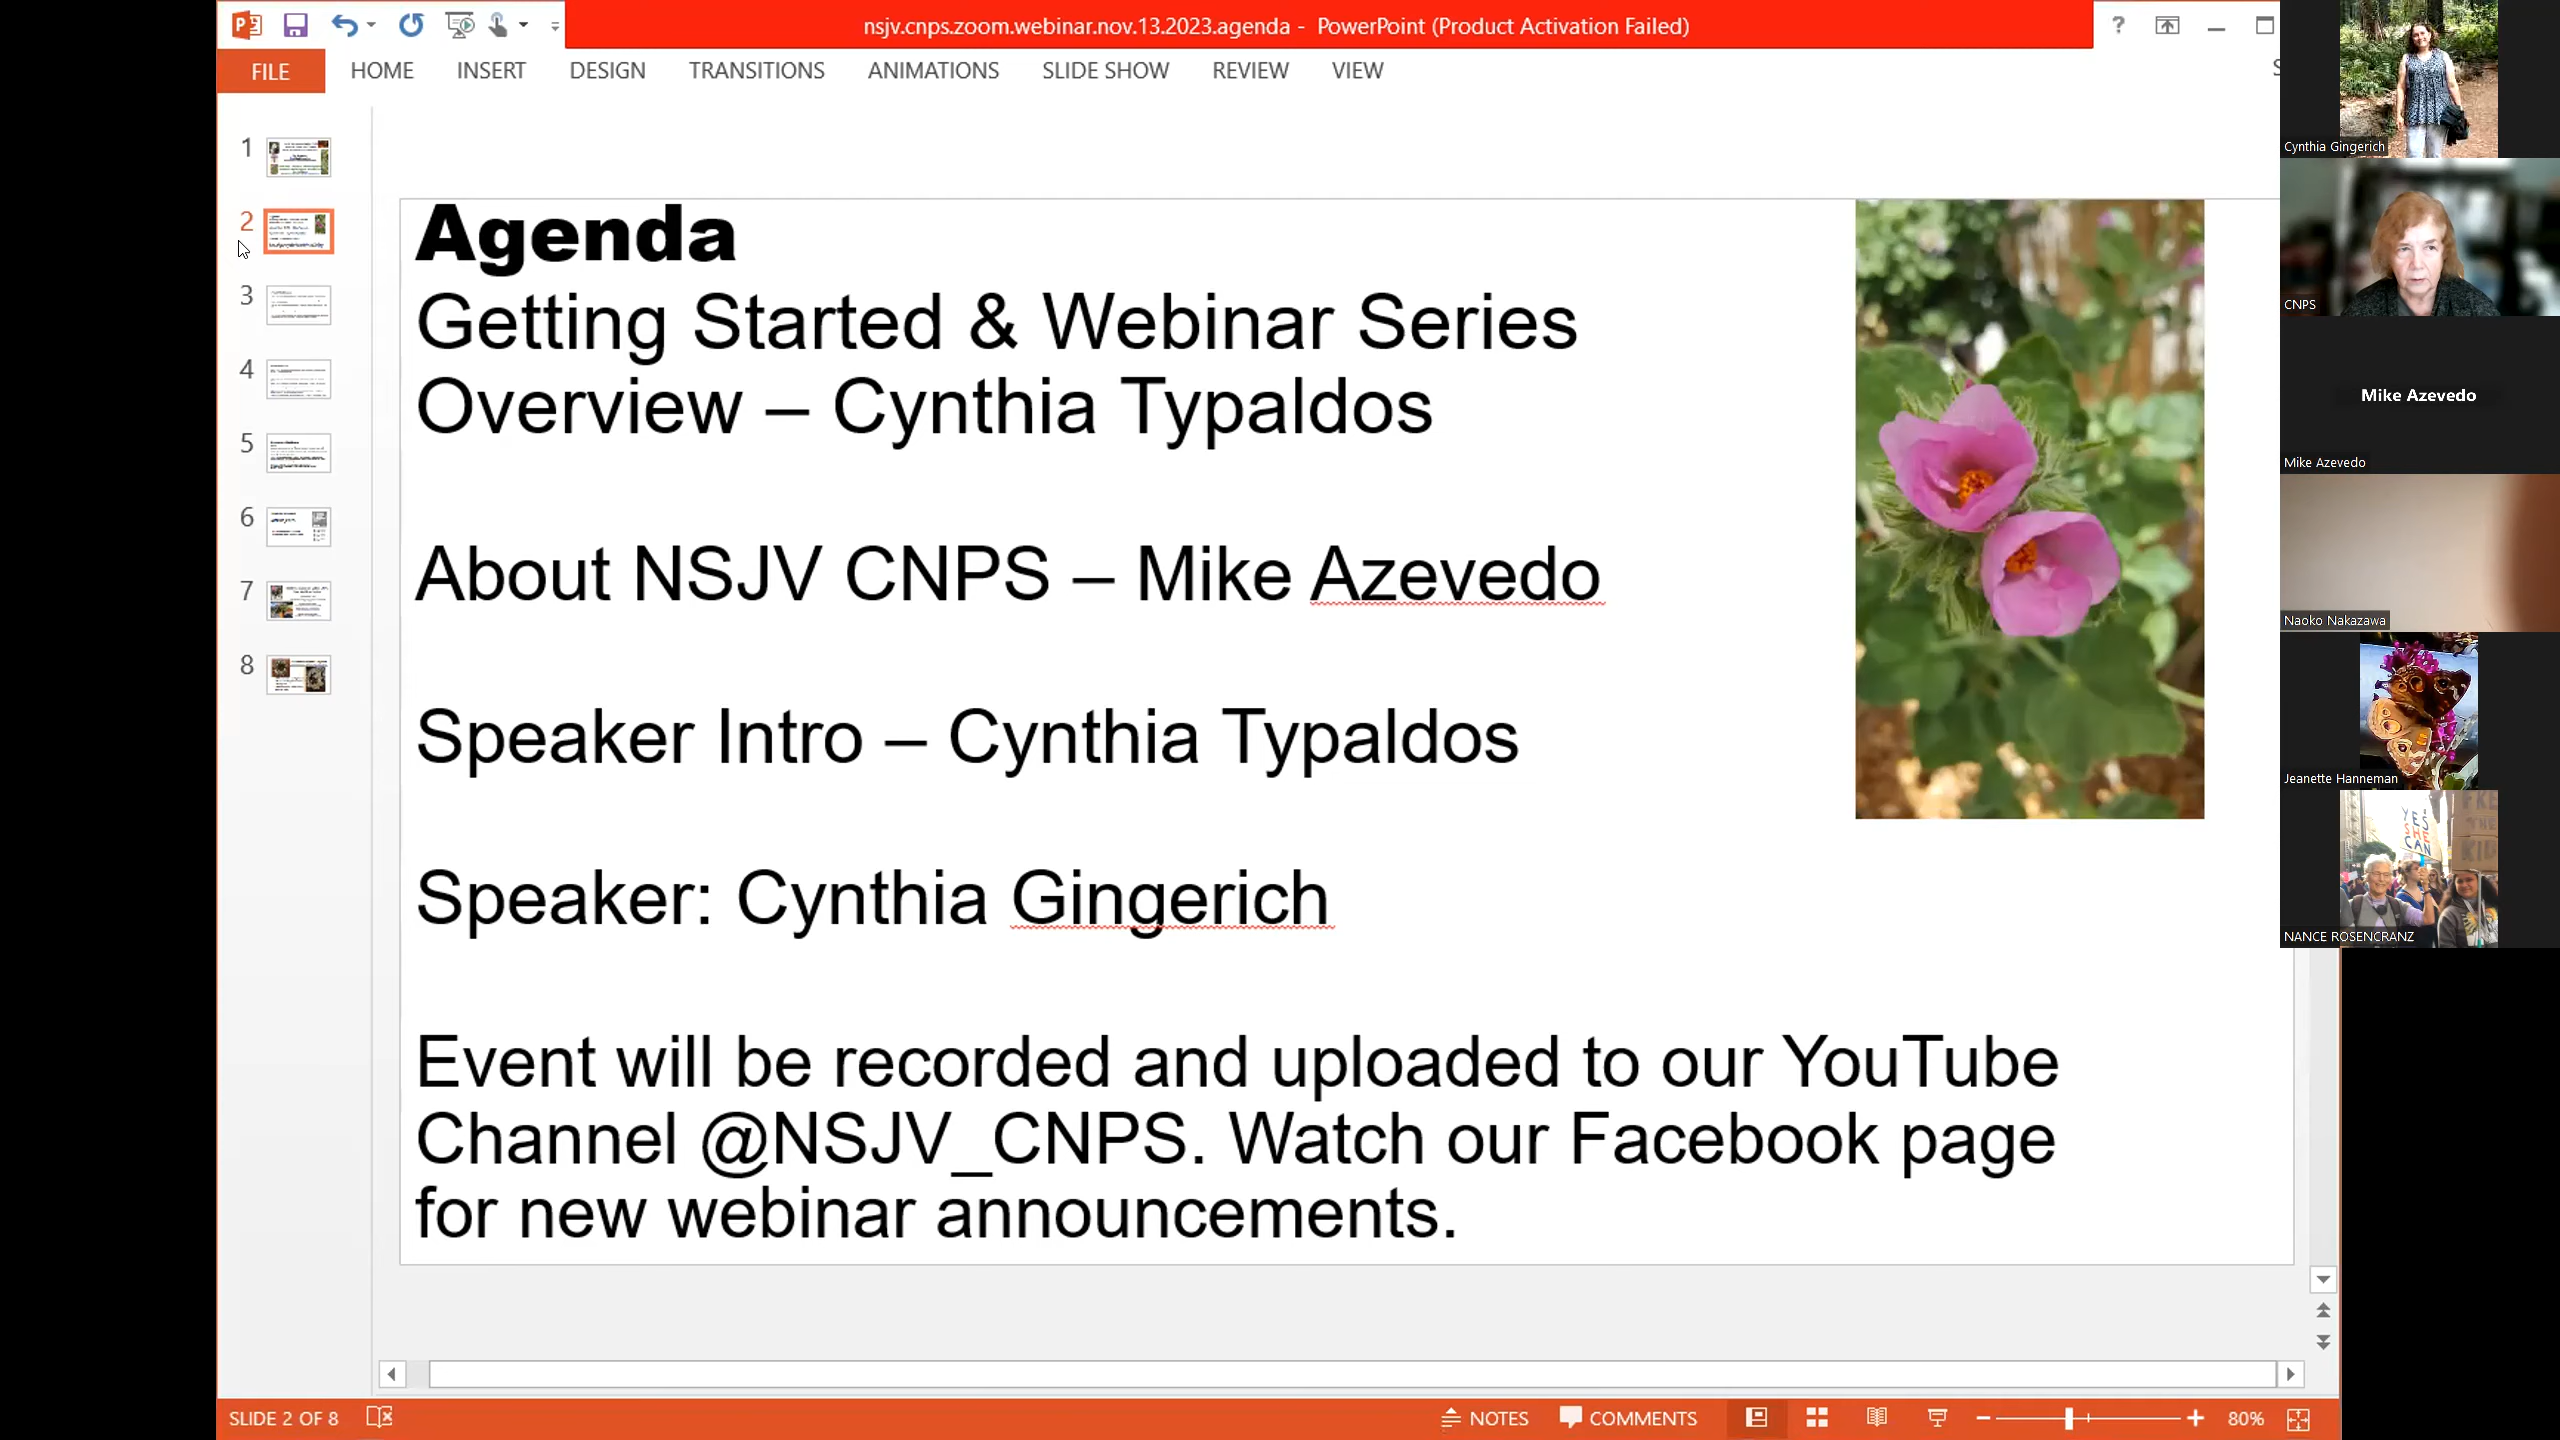 nsjv.cnps.zoom.webinar.nov.13.2023.agenda - PowerPoint (Product Activation Failed)
?
FILE HOME INSERT DESIGN TRANSITIONS ANIMATIONS SLIDE SHOW REVIEW VIEW
1
2
3
4
5
6
7
8
Agenda
Getting Started & Webinar Series
Overview – Cynthia Typaldos
About NSJV CNPS – Mike Azevedo
Speaker Intro – Cynthia Typaldos
Speaker: Cynthia Gingerich
Event will be recorded and uploaded to our YouTube
Channel @NSJV_CNPS. Watch our Facebook page
for new webinar announcements.
SLIDE 2 OF 8 NOTES COMMENTS 80%
Cynthia Gingerich
CNPS
Mike Azevedo
Mike Azevedo
Naoko Nakazawa
Jeanette Hanneman
YES
SHE
CAN
NANCE ROSENCRANZ